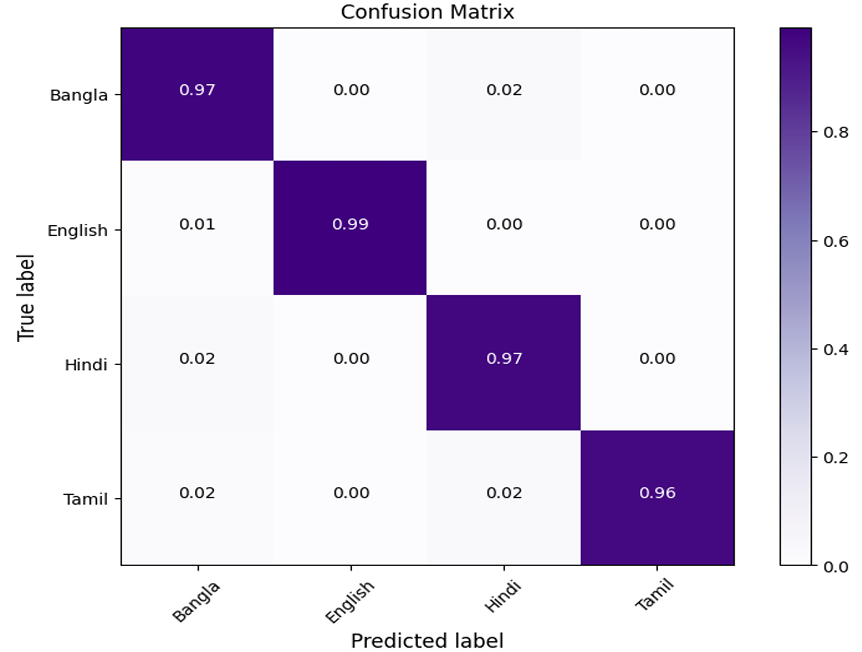 Confusion Matrix
Bangla 0.97 0.00 0.02 0.00
English 0.01 0.99 0.00 0.00
Hindi 0.02 0.00 0.97 0.00
Tamil 0.02 0.00 0.02 0.96
True label
Bangla English Hindi Tamil
Predicted label
0.8
0.6
0.4
0.2
0.0